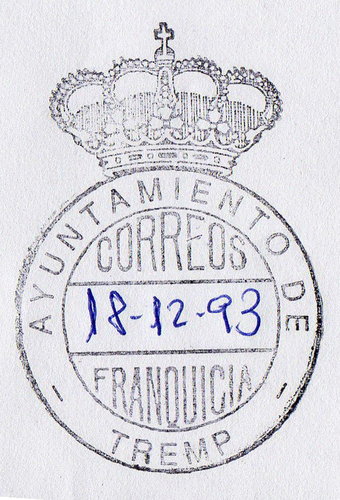 AYUNTAMIENTO DE
CORREOS
18-12-93
FRANQUICIA
- TREMP -